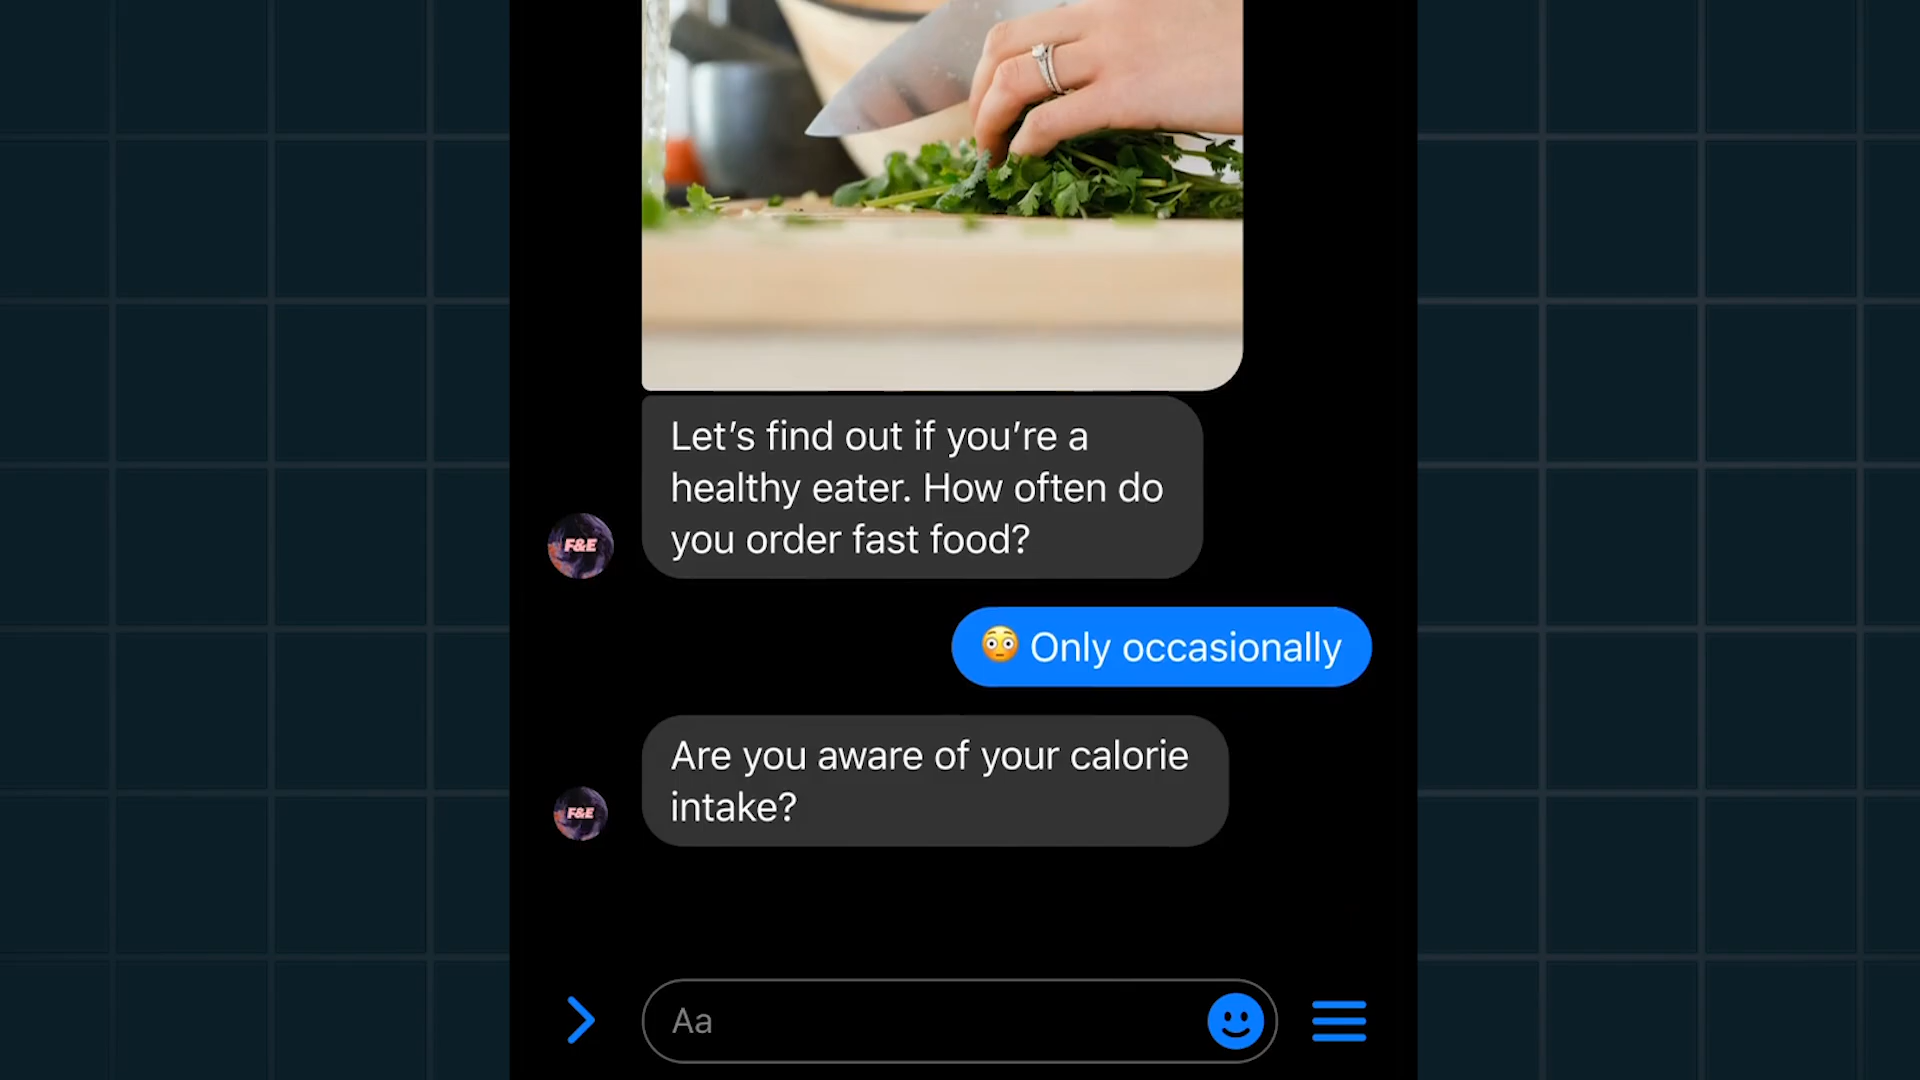 Let’s find out if you’re a
healthy eater. How often do
you order fast food?
F&E
😳 Only occasionally
Are you aware of your calorie
intake?
F&E
Aa